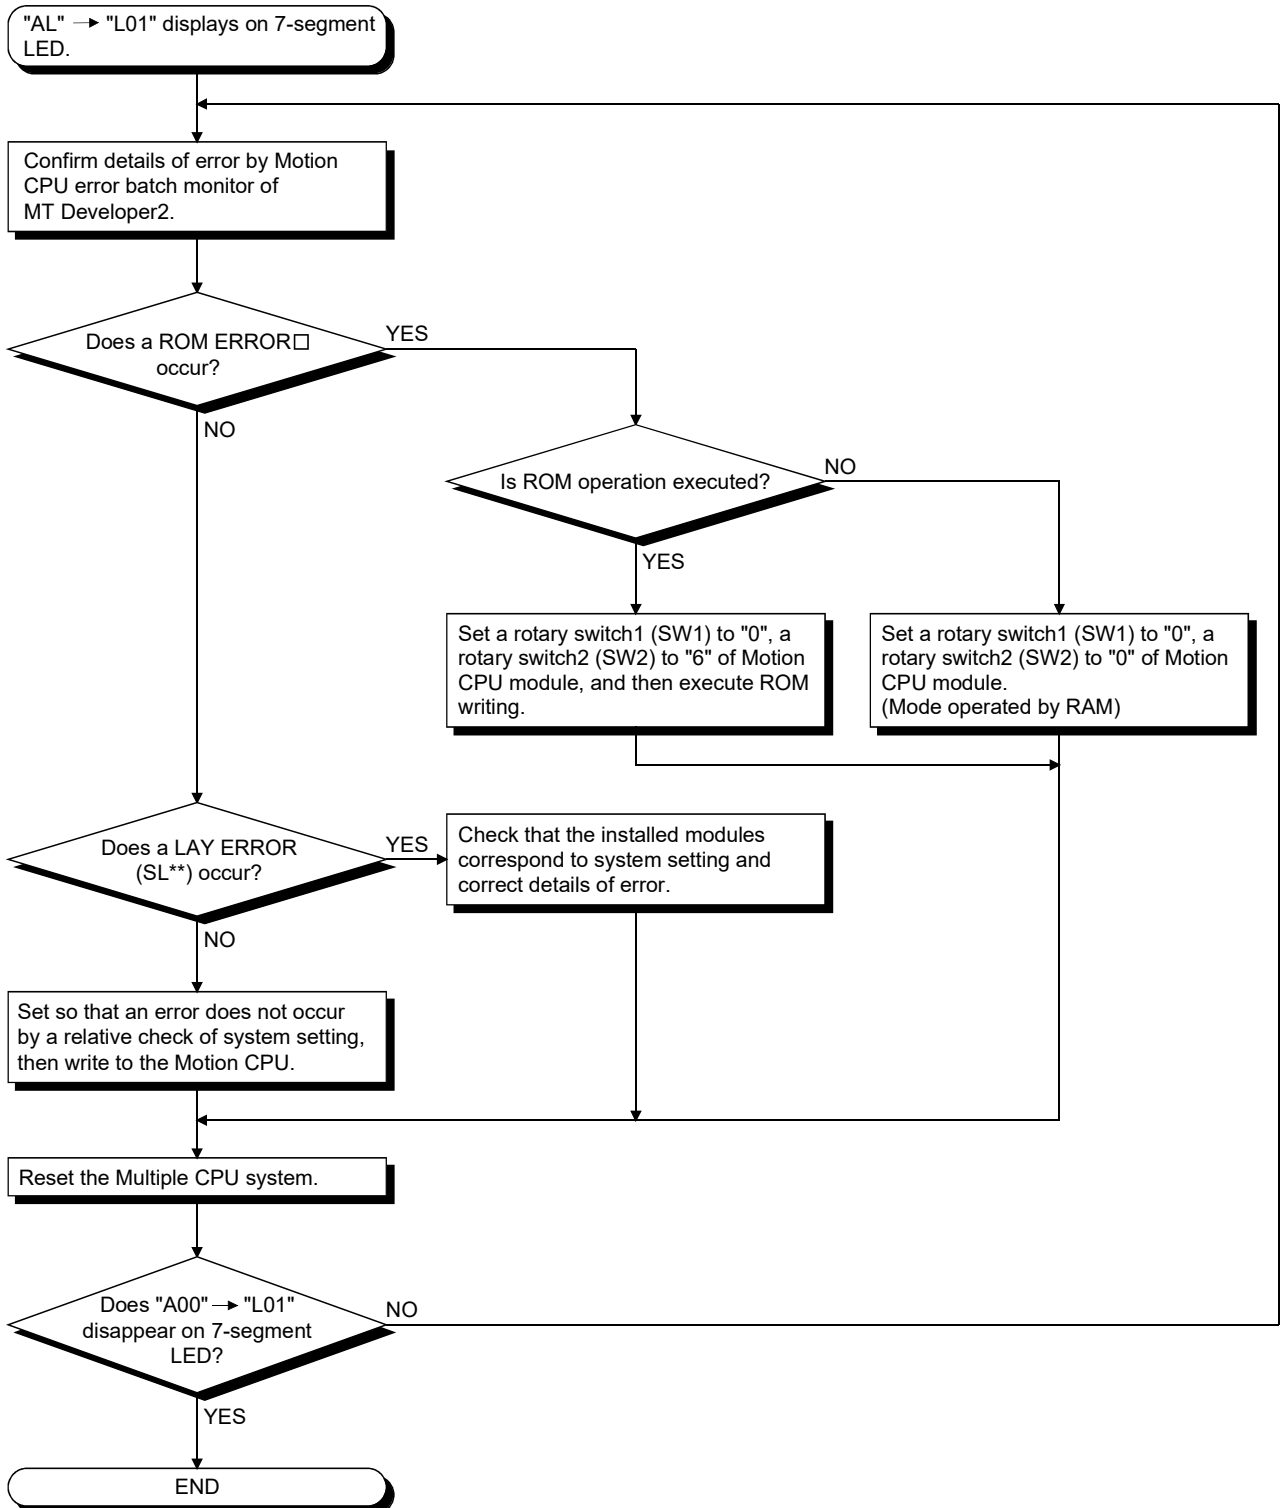 "AL" → "L01" displays on 7-segment
LED.
Confirm details of error by Motion
CPU error batch monitor of
MT Developer2.
Does a ROM ERROR□
occur?
YES
NO
Is ROM operation executed?
NO
YES
Set a rotary switch1 (SW1) to "0", a
rotary switch2 (SW2) to "6" of Motion
CPU module, and then execute ROM
writing.
Set a rotary switch1 (SW1) to "0", a
rotary switch2 (SW2) to "0" of Motion
CPU module.
(Mode operated by RAM)
Does a LAY ERROR
(SL**) occur?
YES
NO
Check that the installed modules
correspond to system setting and
correct details of error.
Set so that an error does not occur
by a relative check of system setting,
then write to the Motion CPU.
Reset the Multiple CPU system.
Does "A00" → "L01"
disappear on 7-segment
LED?
NO
YES
END